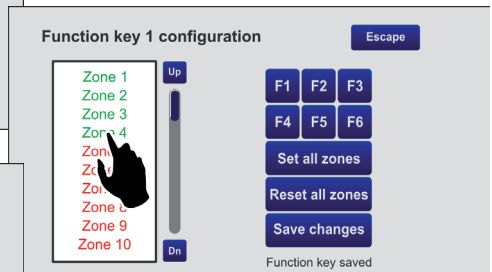 Function key 1 configuration
Escape
Zone 1
Zone 2
Zone 3
Zone 4
Zone 9
Zone 10
Up
Dn
F1 F2 F3
F4 F5 F6
Set all zones
Reset all zones
Save changes
Function key saved